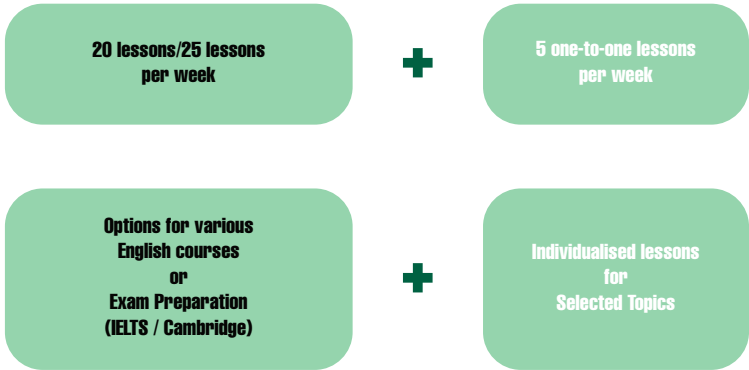 20 lessons/25 lessons
per week
+
5 one-to-one lessons
per week
Options for various
English courses
or
Exam Preparation
(IELTS / Cambridge)
+
Individualised lessons
for
Selected Topics